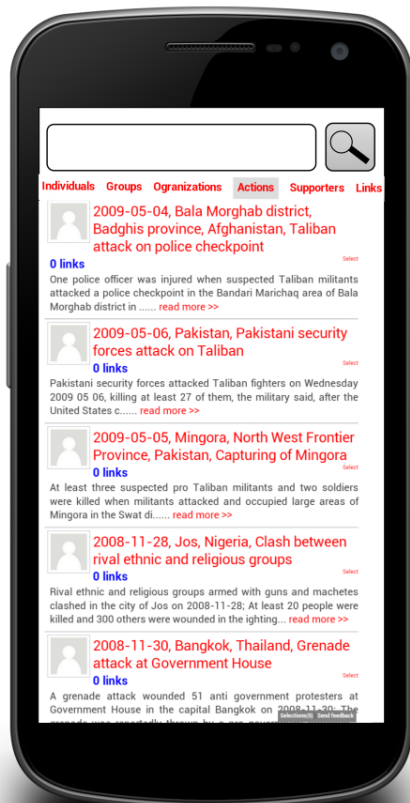 Individuals Groups Ogranizations Actions Supporters Links
2009-05-04, Bala Morghab district,
Badghis province, Afghanistan, Taliban
attack on police checkpoint
0 links
Select
One police officer was injured when suspected Taliban militants
attacked a police checkpoint in the Bandari Marichaq area of Bala
Morghab district in ...... read more >>
2009-05-06, Pakistan, Pakistani security
forces attack on Taliban
0 links
Select
Pakistani security forces attacked Taliban fighters on Wednesday
2009 05 06, killing at least 27 of them, the military said, after the
United States c...... read more >>
2009-05-05, Mingora, North West Frontier
Province, Pakistan, Capturing of Mingora
0 links
Select
At least three suspected pro Taliban militants and two soldiers
were killed when militants attacked and occupied large areas of
Mingora in the Swat di...... read more >>
2008-11-28, Jos, Nigeria, Clash between
rival ethnic and religious groups
0 links
Select
Rival ethnic and religious groups armed with guns and machetes
clashed in the city of Jos on 2008-11-28; At least 20 people were
killed and 300 others were wounded in the ighting... read more >>
2008-11-30, Bangkok, Thailand, Grenade
attack at Government House
0 links
Select
A grenade attack wounded 51 anti government protesters at
Government House in the capital Bangkok on 2008-11-30; The
grenade was reportedly thrown by a pro
Selections(0) Send feedback